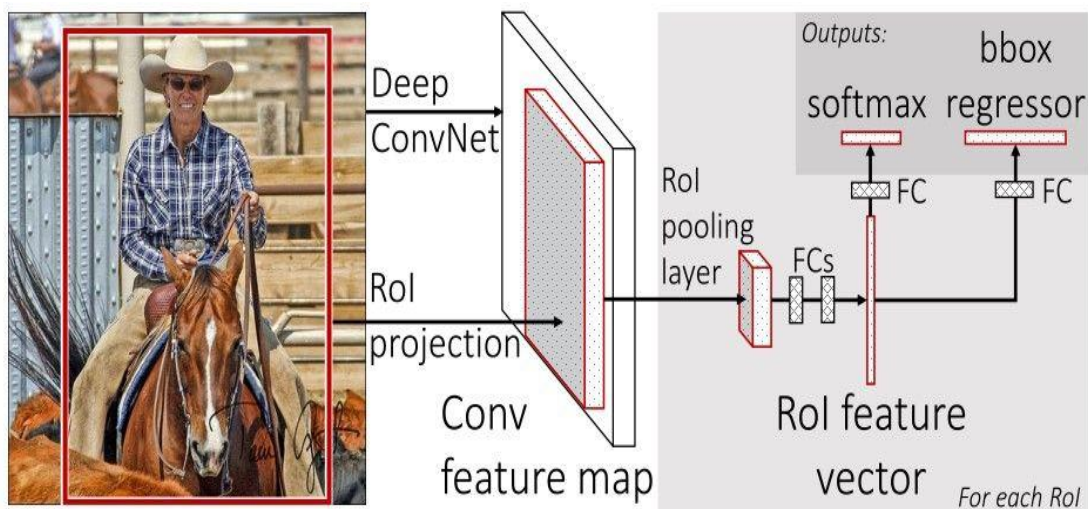 Deep
ConvNet
RoI
projection
Conv
feature map
RoI
pooling
layer
FCs
Outputs:
softmax
bbox
regressor
FC
FC
RoI feature
vector
For each RoI